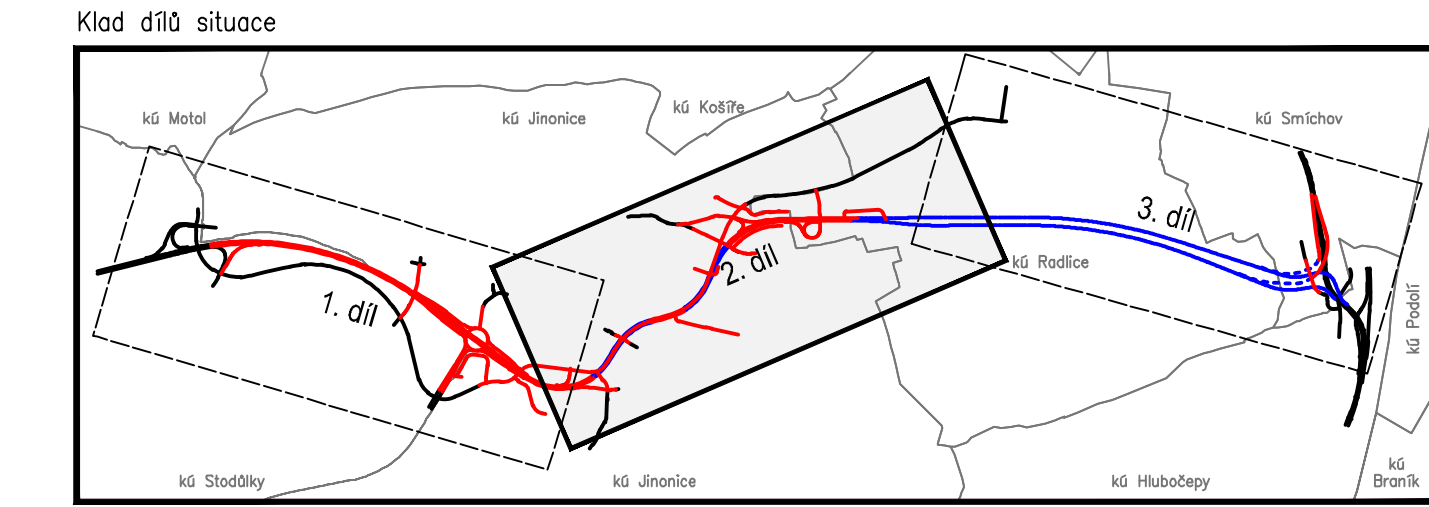 Klad dílů situace
kú Motol
kú Jinonice
kú Košíře
kú Smíchov
1. díl
2. díl
3. díl
kú Radlice
kú Podolí
kú Stodůlky
kú Jinonice
kú Hlubočepy
kú
Braník